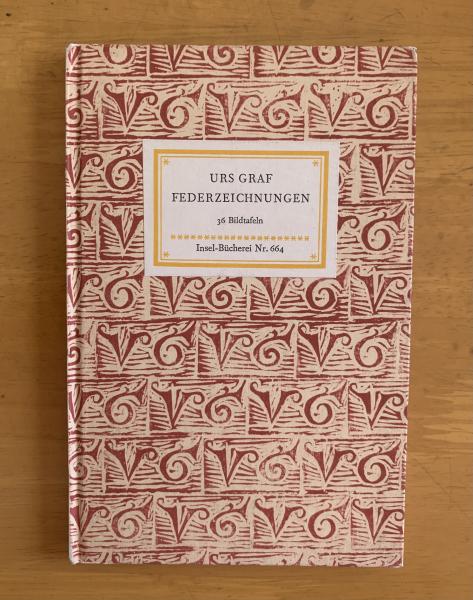 URS GRAF
FEDERZEICHNUNGEN
36 Bildtafeln
Insel-Bücherei Nr. 664